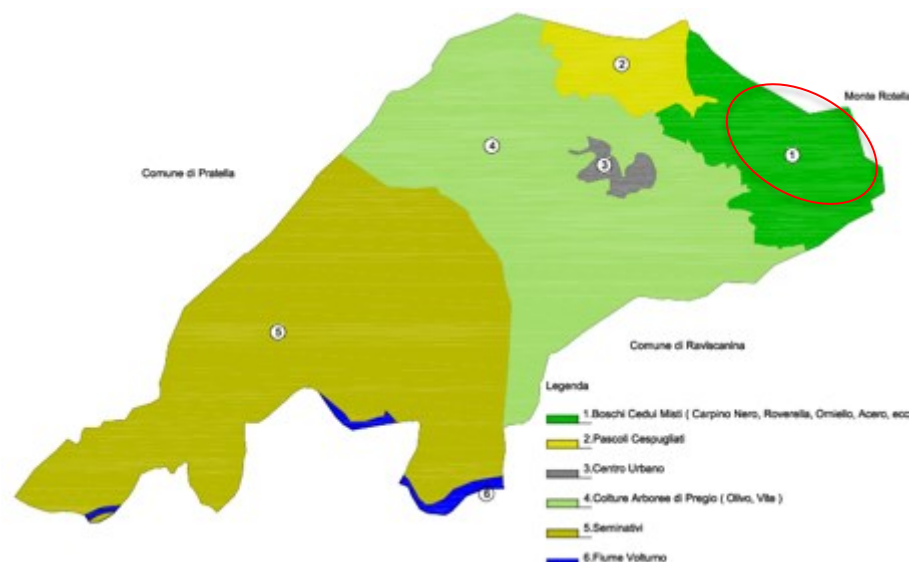 2
Monte Rotella
4
1
3
Comune di Pratella
5
Comune di Raviscanina
Legenda
1.Boschi Cedui Misti ( Carpino Nero, Roverella, Orniello, Acero, ecc
2.Pascoli Cespugliati
3.Centro Urbano
6
4.Colture Arboree di Pregio ( Olivo, Vite )
5.Seminativi
6.Fiume Volturno